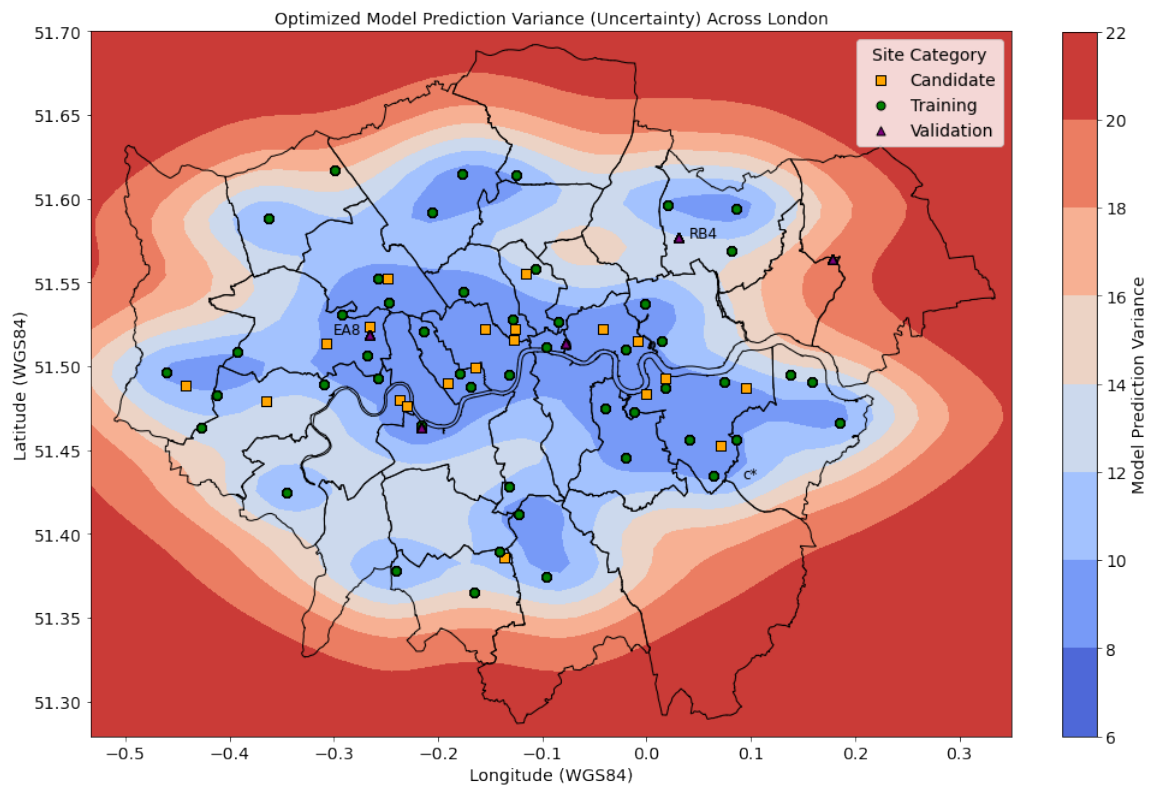 Optimized Model Prediction Variance (Uncertainty) Across London
Site Category
Candidate
Training
Validation
RB4
EA8
c*
51.70
51.65
51.60
51.55
51.50
51.45
51.40
51.35
51.30
Latitude (WGS84)
−0.5 −0.4 −0.3 −0.2 −0.1 0.0 0.1 0.2 0.3
Longitude (WGS84)
22
20
18
16
14
12
10
8
6
Model Prediction Variance